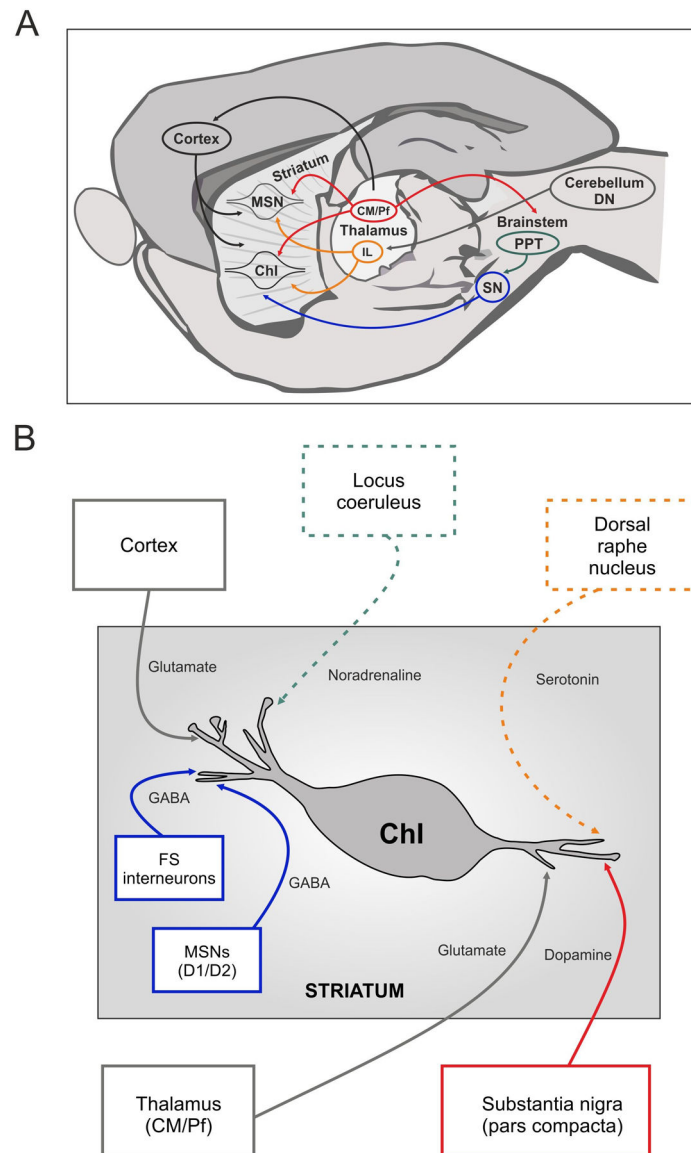 A
Cortex
Striatum
MSN
CM/Pf
Thalamus
IL
ChI
Cerebellum
DN
Brainstem
PPT
SN
B
Locus
coeruleus
Cortex
Dorsal
raphe
nucleus
Glutamate
Noradrenaline
Serotonin
GABA
ChI
FS
interneurons
GABA
MSNs
(D1/D2)
Glutamate
Dopamine
STRIATUM
Thalamus
(CM/Pf)
Substantia nigra
(pars compacta)